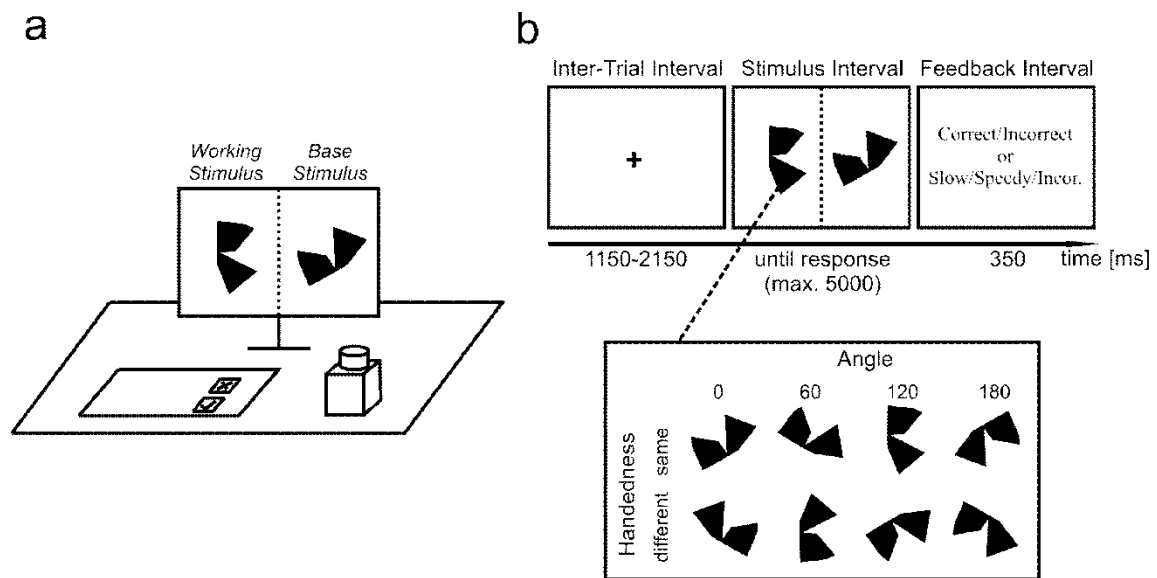 a
Working
Stimulus
Base
Stimulus
b
Inter-Trial Interval
Stimulus Interval
Feedback Interval
+
Correct/Incorrect
or
Slow/Speedy/Incor.
1150-2150
until response
(max. 5000)
350
time [ms]
Angle
0 60 120 180
Handedness
same
different